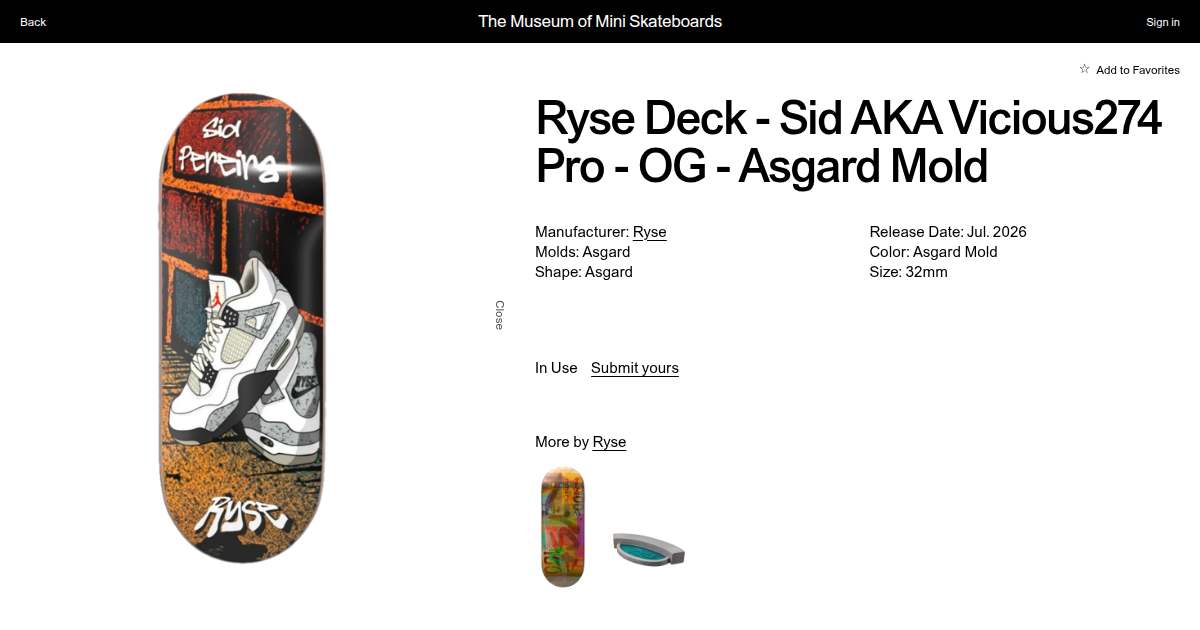 Back
The Museum of Mini Skateboards
Sign in
☆ Add to Favorites
Sid
Pereira
Ryse
Close
Ryse Deck - Sid AKA Vicious274
Pro - OG - Asgard Mold
Manufacturer: Ryse
Molds: Asgard
Shape: Asgard
Release Date: Jul. 2026
Color: Asgard Mold
Size: 32mm
In Use Submit yours
More by Ryse